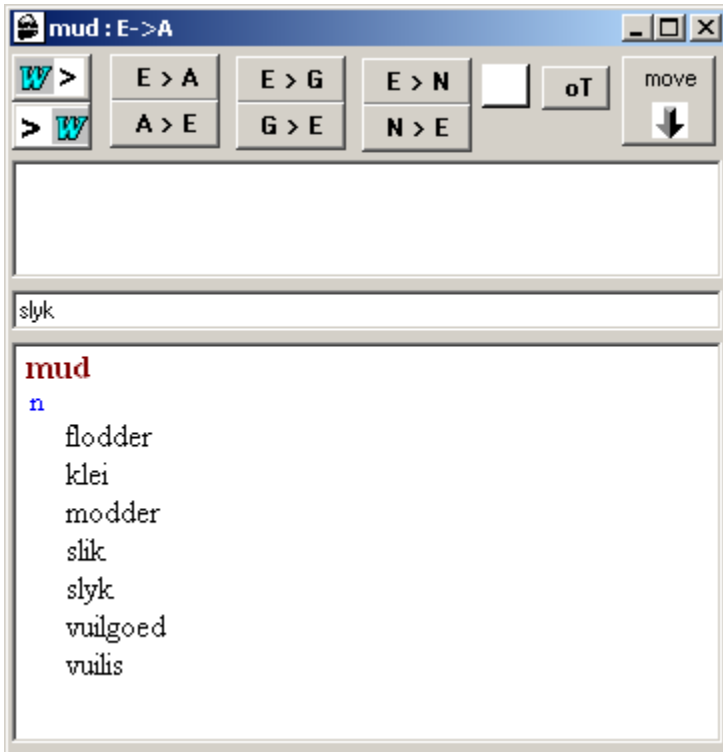 mud : E->A
W > E > A E > G E > N oT move
> W A > E G > E N > E
slyk
mud
n
flodder
klei
modder
slik
slyk
vuilgoed
vuilis